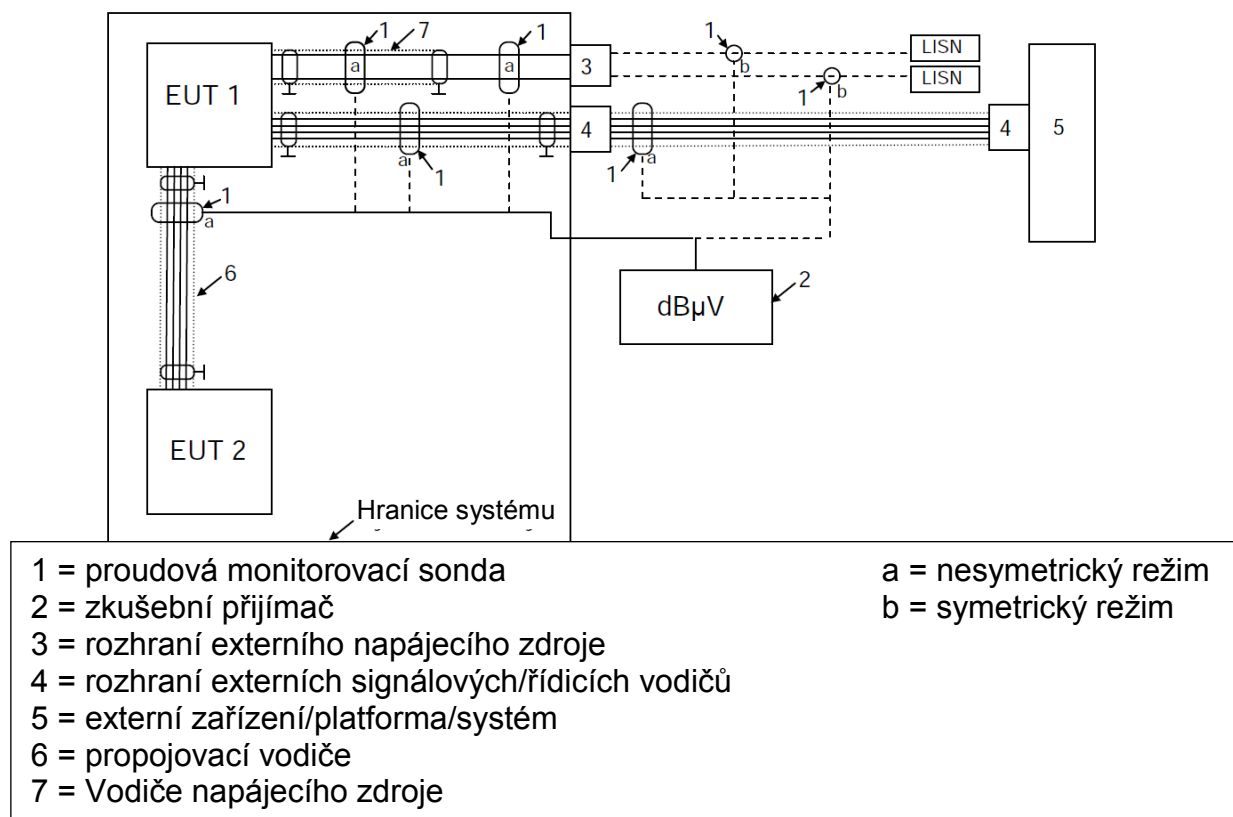 1
7
1
1
a
a
3
b
LISN
LISN
1
b
EUT 1
4
4
5
a
1
1
a
1
a
6
dBµV
2
EUT 2
Hranice systému
1 = proudová monitorovací sonda
a = nesymetrický režim
2 = zkušební přijímač
b = symetrický režim
3 = rozhraní externího napájecího zdroje
4 = rozhraní externích signálových/řídicích vodičů
5 = externí zařízení/platforma/systém
6 = propojovací vodiče
7 = Vodiče napájecího zdroje